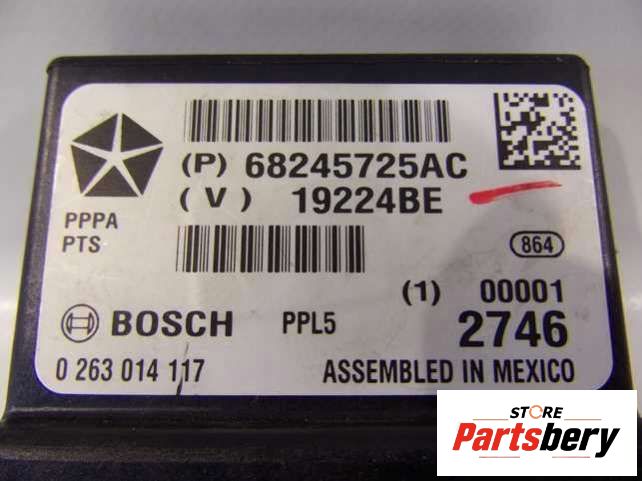 (P) 68245725AC
(V) 19224BE
PPPA
PTS
864
(1) 00001
BOSCH PPL5 2746
0 263 014 117 ASSEMBLED IN MEXICO
STORE
Partsbery